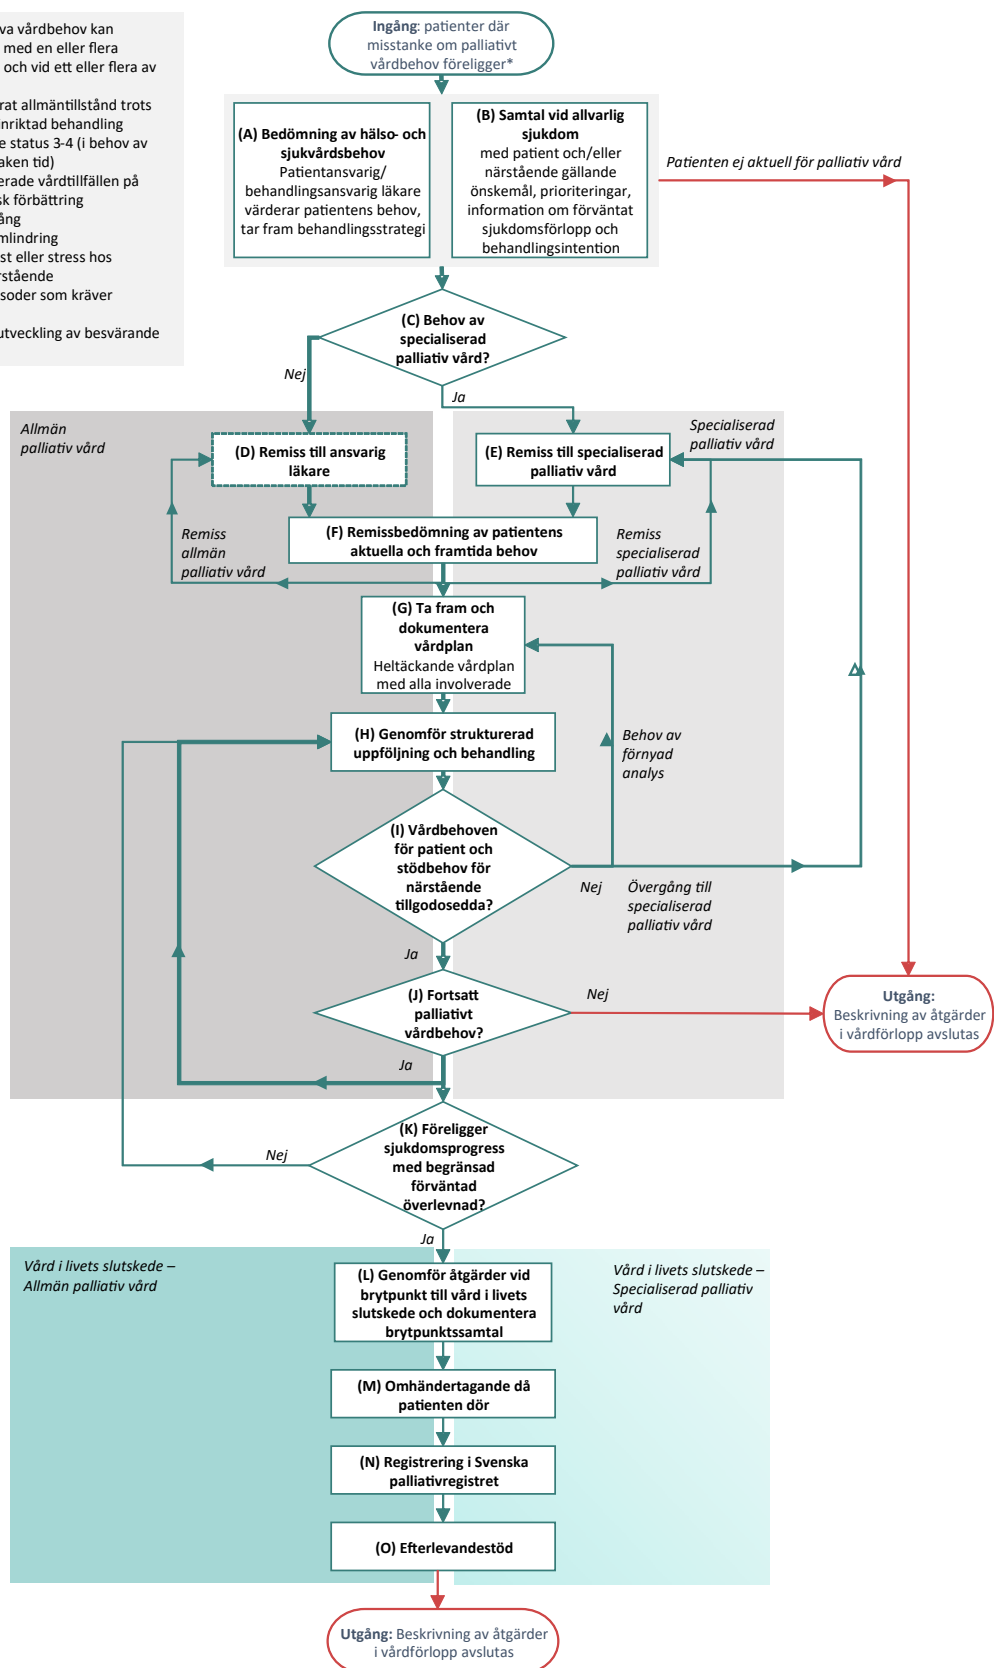 va vårdbehov kan
med en eller flera
och vid ett eller flera av
rat allmäntillstånd trots
inriktad behandling
e status 3-4 (i behov av
aken tid)
erade vårdtillfällen på
sk förbättring
ång
mlindring
st eller stress hos
rstående
soder som kräver
utveckling av besvärande
Ingång: patienter där
misstanke om palliativt
vårdbehov föreligger*
(A) Bedömning av hälso- och
sjukvårdsbehov
Patientansvarig/
behandlingsansvarig läkare
värderar patientens behov,
tar fram behandlingsstrategi
(B) Samtal vid allvarlig
sjukdom
med patient och/eller
närstående gällande
önskemål, prioriteringar,
information om förväntat
sjukdomsförlopp och
behandlingsintention
Patienten ej aktuell för palliativ vård
(C) Behov av
specialiserad
palliativ vård?
Nej
Ja
Allmän
palliativ vård
Specialiserad
palliativ vård
(D) Remiss till ansvarig
läkare
(E) Remiss till specialiserad
palliativ vård
(F) Remissbedömning av patientens
aktuella och framtida behov
Remiss
allmän
palliativ vård
Remiss
specialiserad
palliativ vård
(G) Ta fram och
dokumentera
vårdplan
Heltäckande vårdplan
med alla involverade
(H) Genomför strukturerad
uppföljning och behandling
Behov av
förnyad
analys
(I) Vårdbehoven
för patient och
stödbehov för
närstående
tillgodosedda?
Nej
Övergång till
specialiserad
palliativ vård
Ja
(J) Fortsatt
palliativt
vårdbehov?
Nej
Utgång:
Beskrivning av åtgärder
i vårdförlopp avslutas
Ja
(K) Föreligger
sjukdomsprogress
med begränsad
förväntad
överlevnad?
Nej
Ja
Vård i livets slutskede –
Allmän palliativ vård
Vård i livets slutskede –
Specialiserad palliativ
vård
(L) Genomför åtgärder vid
brytpunkt till vård i livets
slutskede och dokumentera
brytpunktssamtal
(M) Omhändertagande då
patienten dör
(N) Registrering i Svenska
palliativregistret
(O) Efterlevandestöd
Utgång: Beskrivning av åtgärder
i vårdförlopp avslutas